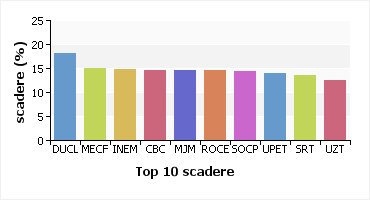 scadere (%)
25
20
15
10
5
0
DUCL MECF INEM CBC MJM ROCE SOCP UPET SRT UZT
Top 10 scadere